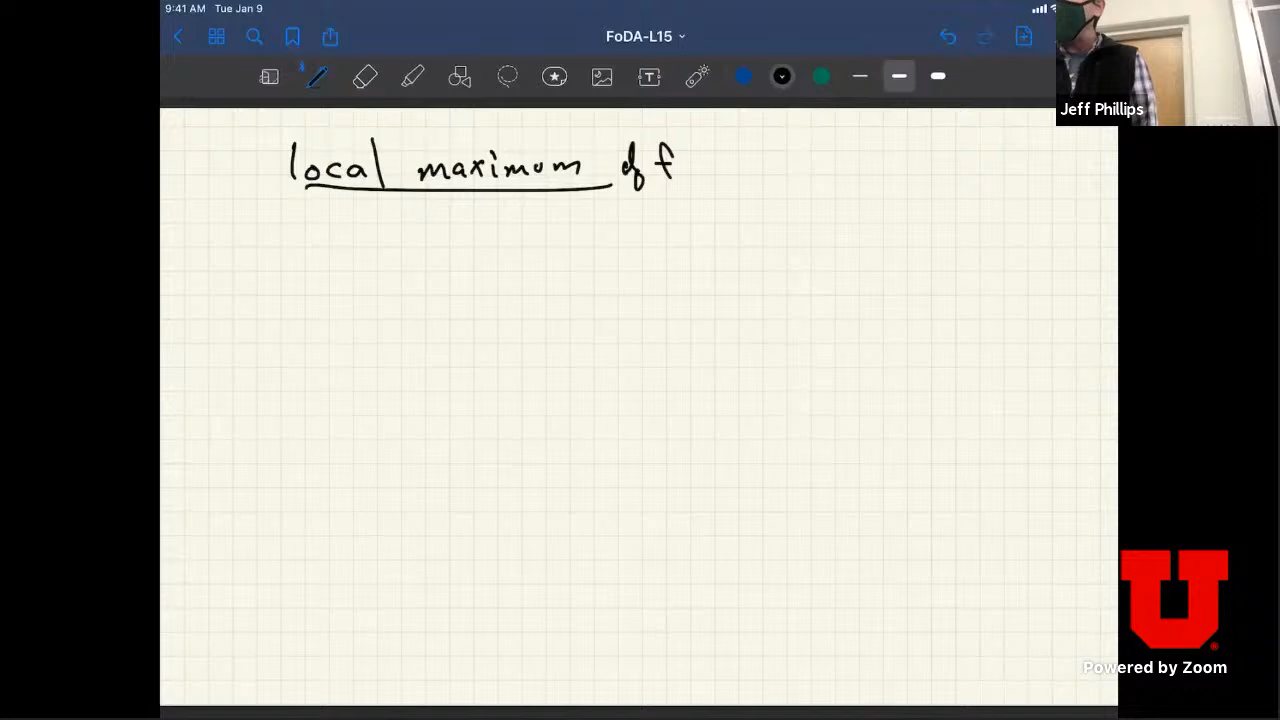 9:41 AM Tue Jan 9
FoDA-L15
Jeff Phillips
local maximum of f
U
Powered by Zoom